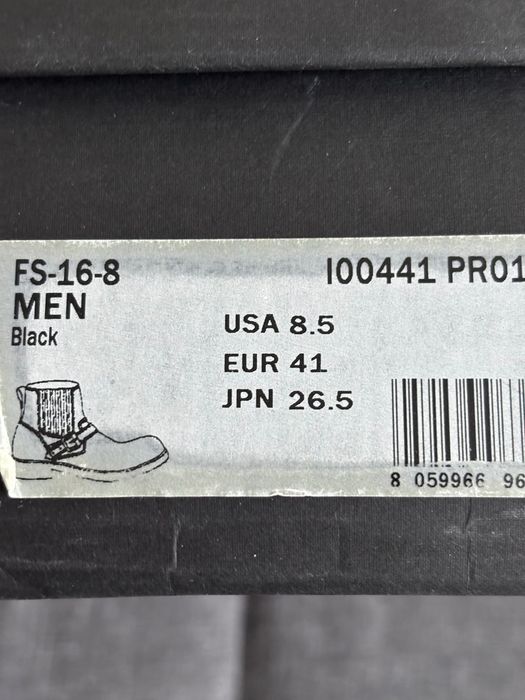 FS-16-8
I00441 PR01
MEN
Black
USA 8.5
EUR 41
JPN 26.5
8 059966 96